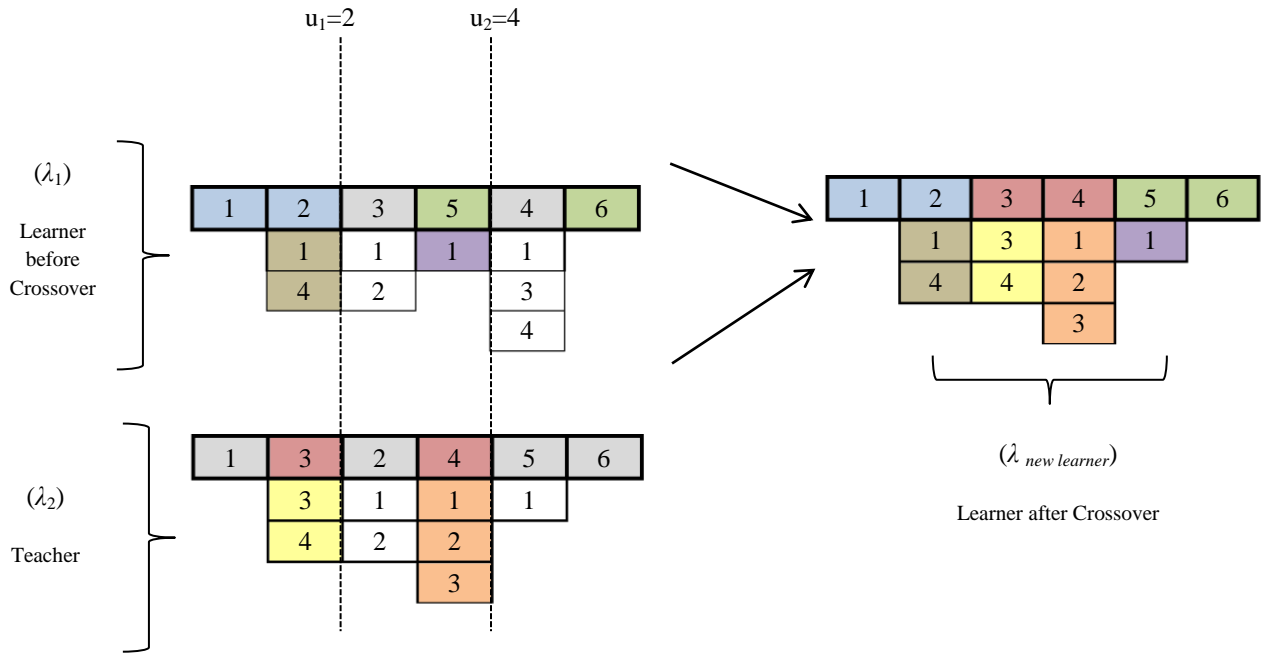 u1=2 u2=4
(λ1)
Learner
before
Crossover
1 2 3 5 4 6
1 1 1 1
4 2 3
4
1 2 3 4 5 6
1 3 1 1
4 4 2
3
(λ new learner)
Learner after Crossover
(λ2)
Teacher
1 3 2 4 5 6
3 1 1 1
4 2 2
3